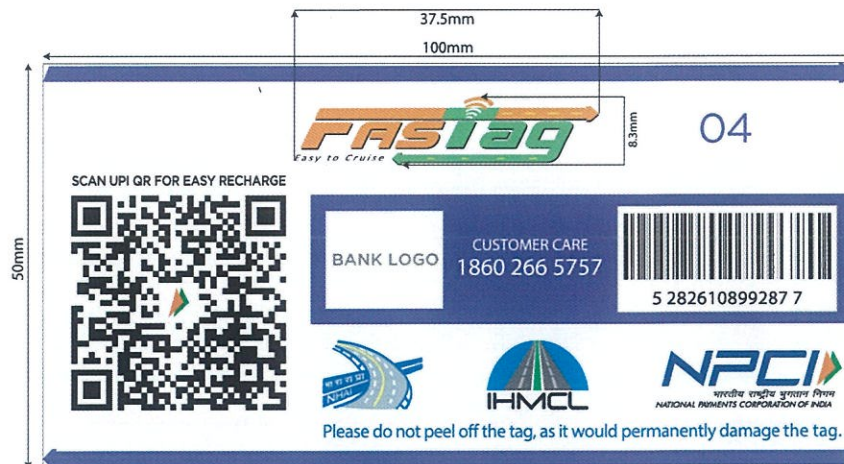 37.5mm
100mm
FASTag
Easy to Cruise
8.3mm
04
50mm
SCAN UPI QR FOR EASY RECHARGE
BANK LOGO
CUSTOMER CARE
1860 266 5757
5 282610899287 7
भा रा रा प्रा
NHAI
IHMCL
NPCI
भारतीय राष्ट्रीय भुगतान निगम
NATIONAL PAYMENTS CORPORATION OF INDIA
Please do not peel off the tag, as it would permanently damage the tag.